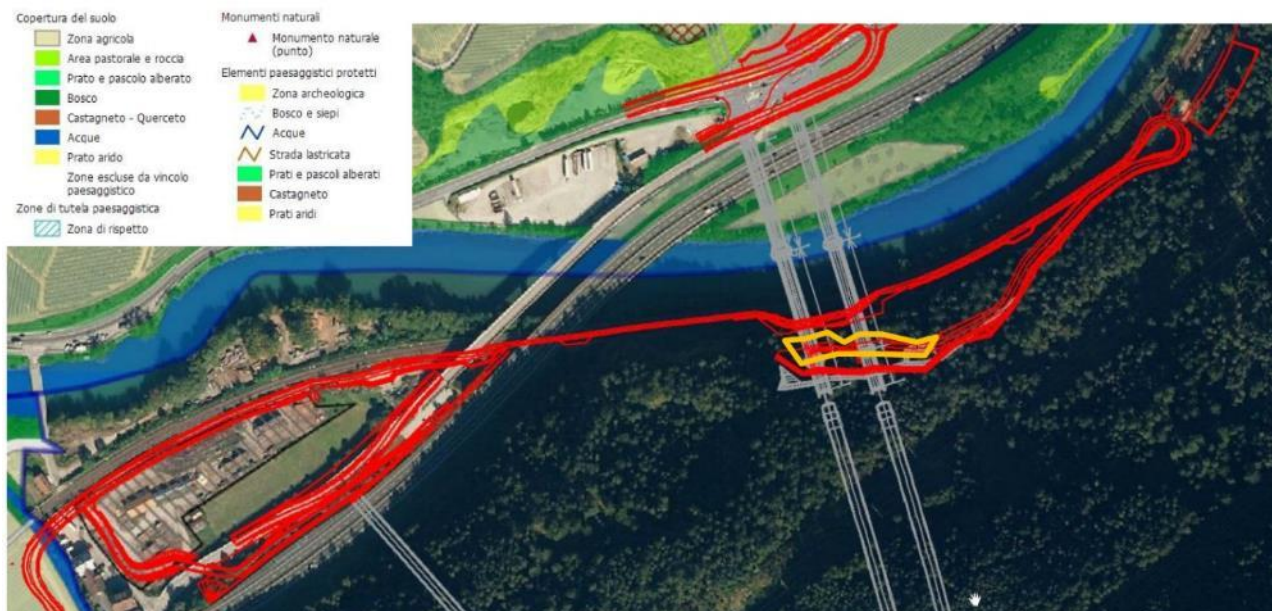 Copertura del suolo
Zona agricola
Area pastorale e roccia
Prato e pascolo alberato
Bosco
Castagneto - Querceto
Acque
Prato arido
Zone escluse da vincolo
paesaggistico
Zone di tutela paesaggistica
Zona di rispetto
Monumenti naturali
Monumento naturale
(punto)
Elementi paesaggistici protetti
Zona archeologica
Bosco e siepi
Acque
Strada lastricata
Prati e pascoli alberati
Castagneto
Prati aridi